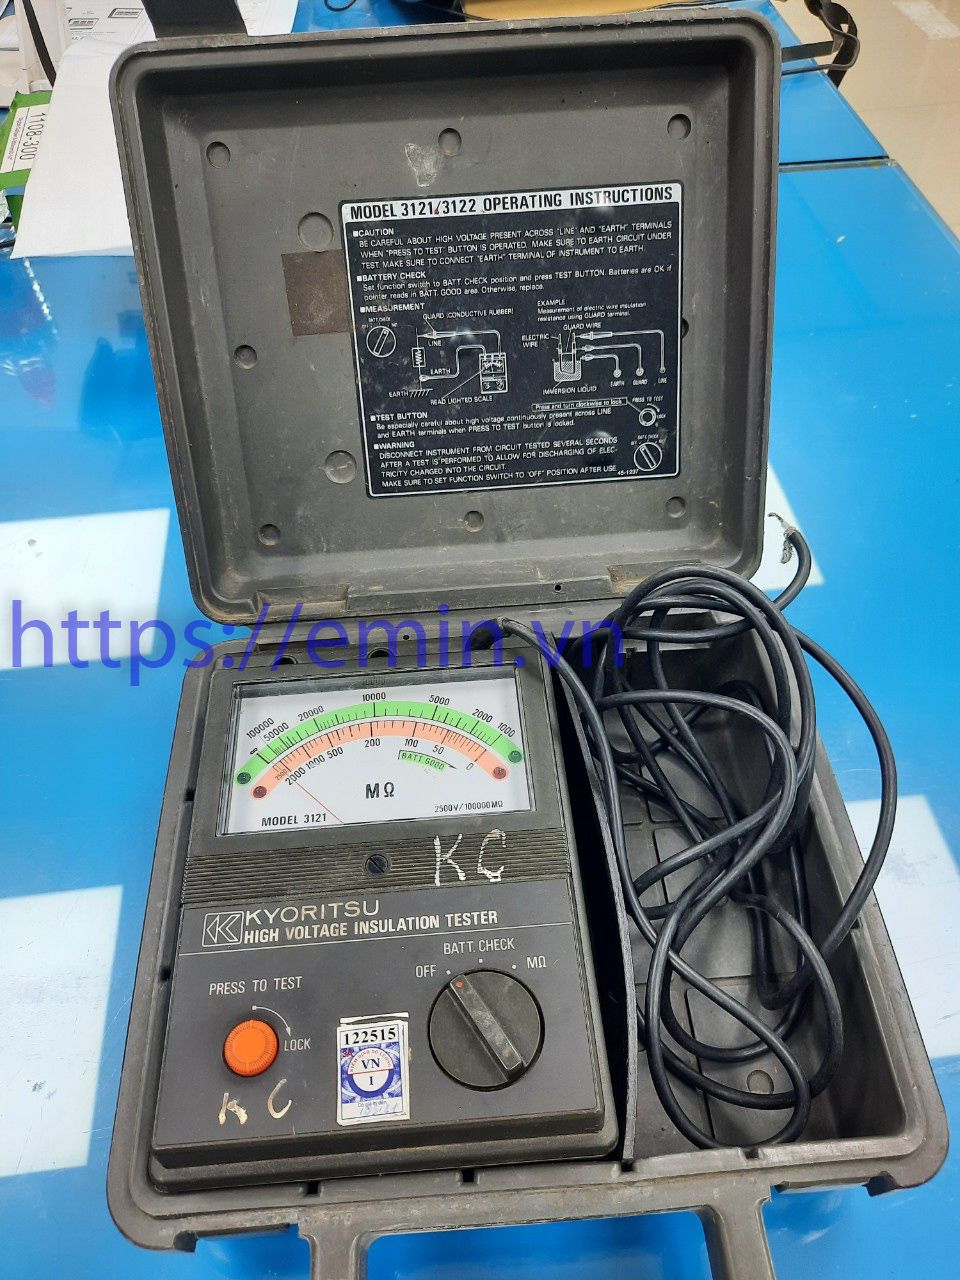 1108-300
MODEL 3121/3122 OPERATING INSTRUCTIONS
■CAUTION
BE CAREFUL ABOUT HIGH VOLTAGE PRESENT ACROSS "LINE" AND "EARTH" TERMINALS
WHEN "PRESS TO TEST" BUTTON IS OPERATED. MAKE SURE TO EARTH CIRCUIT UNDER
TEST. MAKE SURE TO CONNECT "EARTH" TERMINAL OF INSTRUMENT TO EARTH.
■BATTERY CHECK
Set function switch to BATT. CHECK position and press TEST BUTTON. Batteries are OK if
pointer reads in BATT. GOOD area. Otherwise, replace.
■MEASUREMENT
BATT. CHECK
GUARD (CONDUCTIVE RUBBER)
LINE
EARTH
EARTH
READ LIGHTED SCALE
EXAMPLE:
Measurement of electric wire insulation
resistance using GUARD terminal.
GUARD WIRE
ELECTRIC
WIRE
IMMERSION LIQUID
EARTH GUARD LINE
■TEST BUTTON
Press and turn clockwise to lock.
PRESS TO TEST
LOCK
Be especially careful about high voltage continuously present across LINE
and EARTH terminals when PRESS TO TEST button is locked.
■WARNING
DISCONNECT INSTRUMENT FROM CIRCUIT TESTED SEVERAL SECONDS
AFTER A TEST IS PERFORMED TO ALLOW FOR DISCHARGING OF ELEC-
TRICITY CHARGED INTO THE CIRCUIT.
MAKE SURE TO SET FUNCTION SWITCH TO "OFF" POSITION AFTER USE.
45-1237
BATT. CHECK
OFF
https://emin.vn
∞ 100000 50000 20000 10000 5000 2000 1000
2000 1000 500 200 100 50 0
BATT GOOD
MΩ
MODEL 3121
2500V/100000MΩ
KC
KYORITSU
HIGH VOLTAGE INSULATION TESTER
BATT. CHECK
OFF
MΩ
PRESS TO TEST
LOCK
122515
VN
I
KC